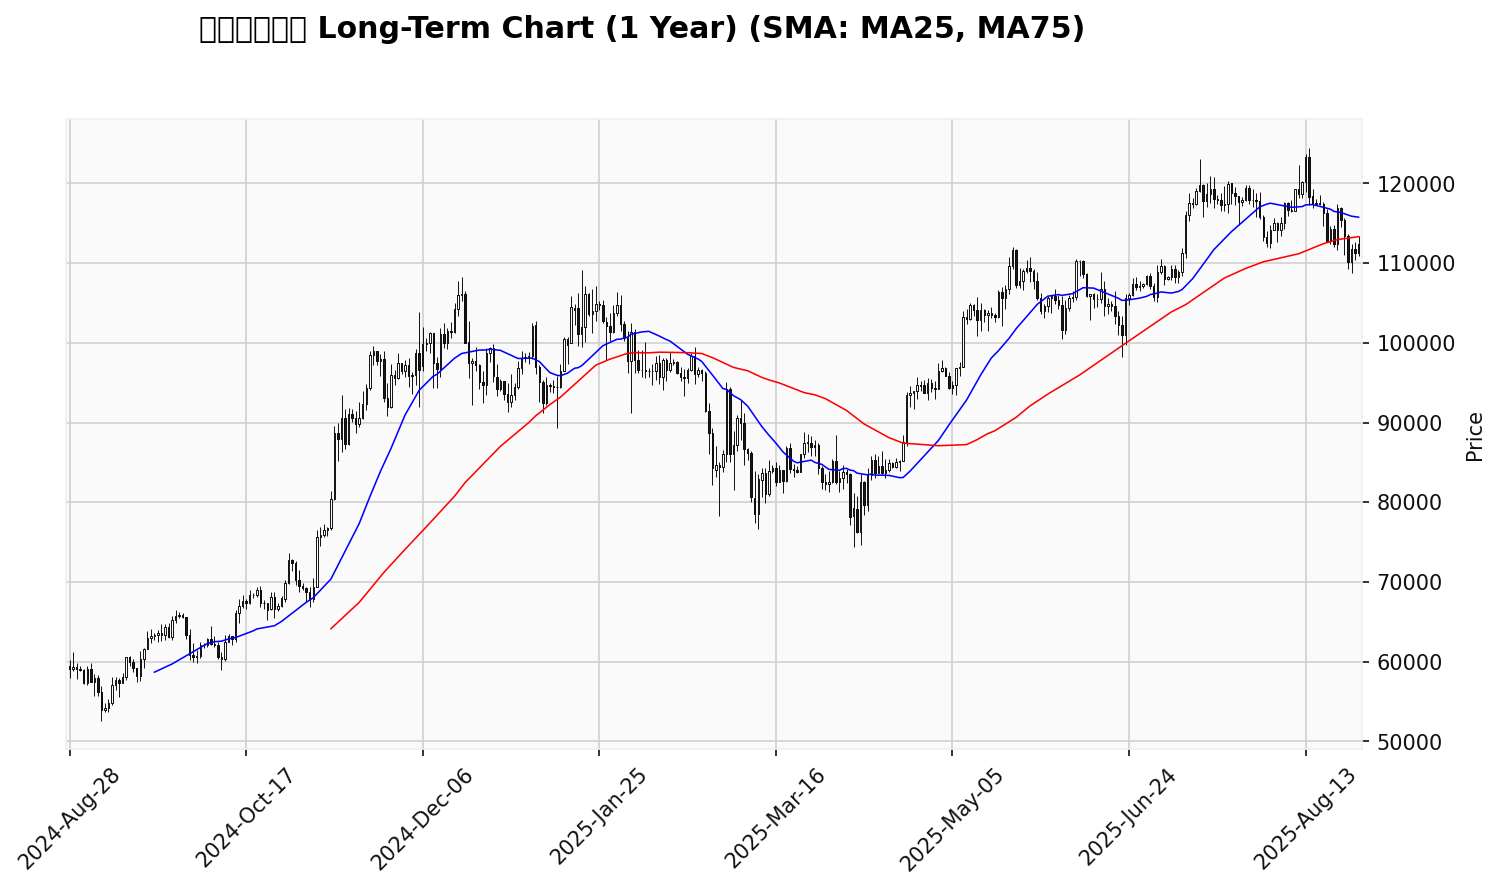 Long-Term Chart (1 Year) (SMA: MA25, MA75)
120000
110000
100000
90000
80000
70000
60000
50000
Price
2024-Aug-28
2024-Oct-17
2024-Dec-06
2025-Jan-25
2025-Mar-16
2025-May-05
2025-Jun-24
2025-Aug-13